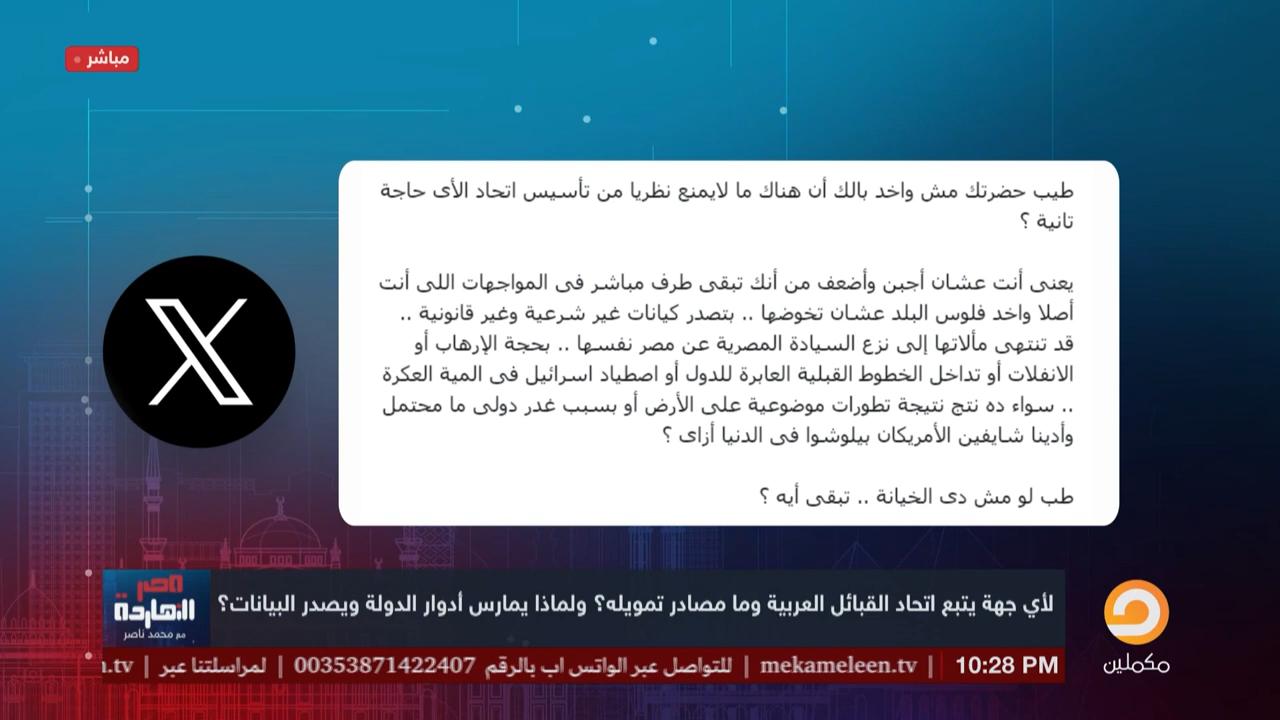 مباشر
طيب حضرتك مش واخد بالك أن هناك ما لايمنع نظريا من تأسيس اتحاد الأى حاجة
تانية ؟
يعنى أنت عشان أجبن وأضعف من أنك تبقى طرف مباشر فى المواجهات اللى أنت
أصلا واخد فلوس البلد عشان تخوضها .. بتصدر كيانات غير شرعية وغير قانونية ..
قد تنتهى مألاتها إلى نزع السيادة المصرية عن مصر نفسها .. بحجة الإرهاب أو
الانفلات أو تداخل الخطوط القبلية العابرة للدول أو اصطياد اسرائيل فى المية العكرة
.. سواء ده نتج نتيجة تطورات موضوعية على الأرض أو بسبب غدر دولى ما محتمل
وأدينا شايفين الأمريكان بيلوشوا فى الدنيا أزاى ؟
طب لو مش دى الخيانة .. تبقى أيه ؟
مصر
النهاردة
مع محمد ناصر
لأي جهة يتبع اتحاد القبائل العربية وما مصادر تمويله؟ ولماذا يمارس أدوار الدولة ويصدر البيانات؟
مكملين
10:28 PM | mekameleen.tv | للتواصل عبر الواتس اب بالرقم 00353871422407 | لمراسلتنا عبر | n.tv